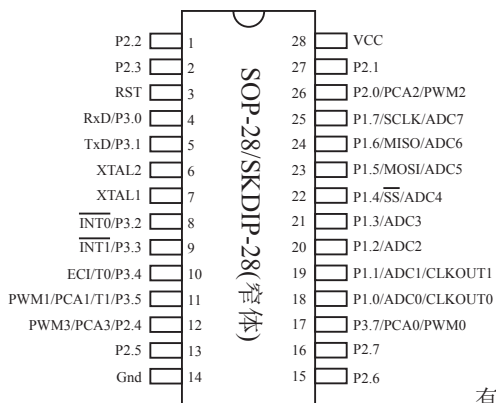 P2.2 1 28 VCC
P2.3 2 27 P2.1
RST 3 26 P2.0/PCA2/PWM2
RxD/P3.0 4 25 P1.7/SCLK/ADC7
TxD/P3.1 5 24 P1.6/MISO/ADC6
XTAL2 6 23 P1.5/MOSI/ADC5
XTAL1 7 22 P1.4/SS/ADC4
INT0/P3.2 8 21 P1.3/ADC3
INT1/P3.3 9 20 P1.2/ADC2
ECI/T0/P3.4 10 19 P1.1/ADC1/CLKOUT1
PWM1/PCA1/T1/P3.5 11 18 P1.0/ADC0/CLKOUT0
PWM3/PCA3/P2.4 12 17 P3.7/PCA0/PWM0
P2.5 13 16 P2.7
Gnd 14 15 P2.6
SOP-28/SKDIP-28(窄体)
有